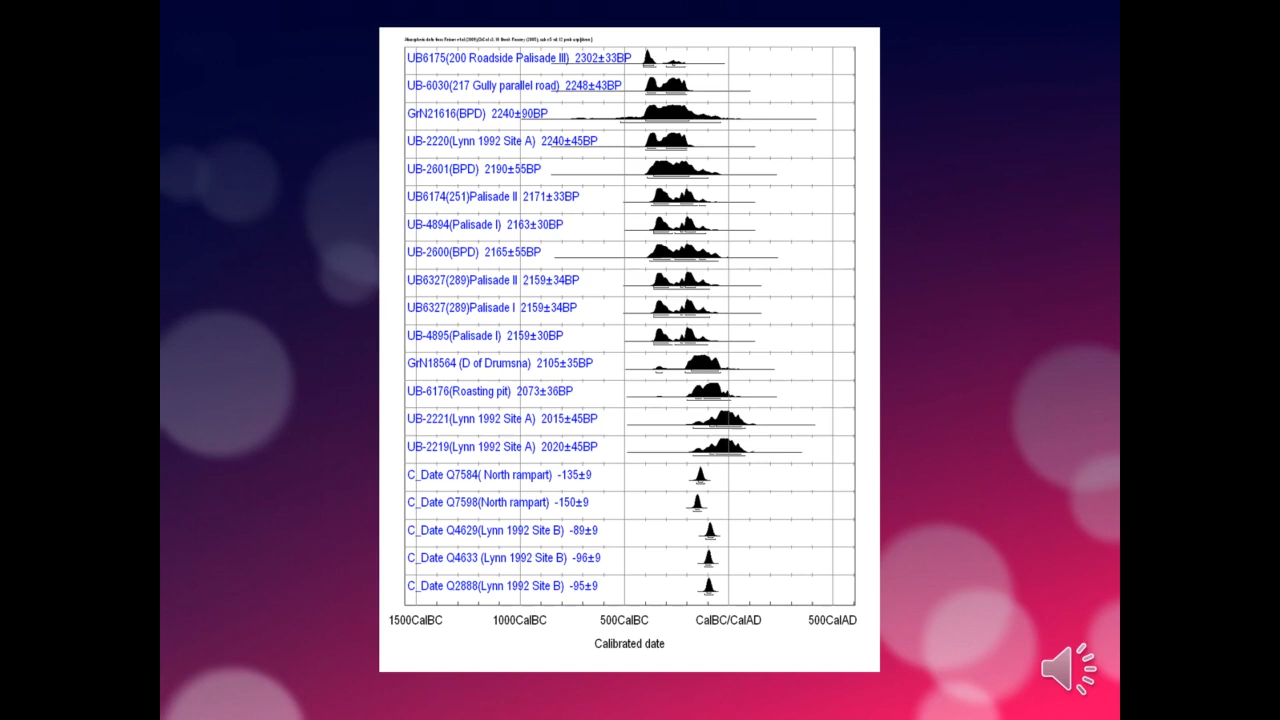 UB6175(200 Roadside Palisade III) 2302±33BP
UB-6030(217 Gully parallel road) 2248±43BP
GrN21616(BPD) 2240±90BP
UB-2220(Lynn 1992 Site A) 2240±45BP
UB-2601(BPD) 2190±55BP
UB6174(251)Palisade II 2171±33BP
UB-4894(Palisade I) 2163±30BP
UB-2600(BPD) 2165±55BP
UB6327(289)Palisade II 2159±34BP
UB6327(289)Palisade I 2159±34BP
UB-4895(Palisade I) 2159±30BP
GrN18564 (D of Drumsna) 2105±35BP
UB-6176(Roasting pit) 2073±36BP
UB-2221(Lynn 1992 Site A) 2015±45BP
UB-2219(Lynn 1992 Site A) 2020±45BP
C_Date Q7584( North rampart) -135±9
C_Date Q7598(North rampart) -150±9
C_Date Q4629(Lynn 1992 Site B) -89±9
C_Date Q4633 (Lynn 1992 Site B) -96±9
C_Date Q2888(Lynn 1992 Site B) -95±9
1500CalBC 1000CalBC 500CalBC CalBC/CalAD 500CalAD
Calibrated date